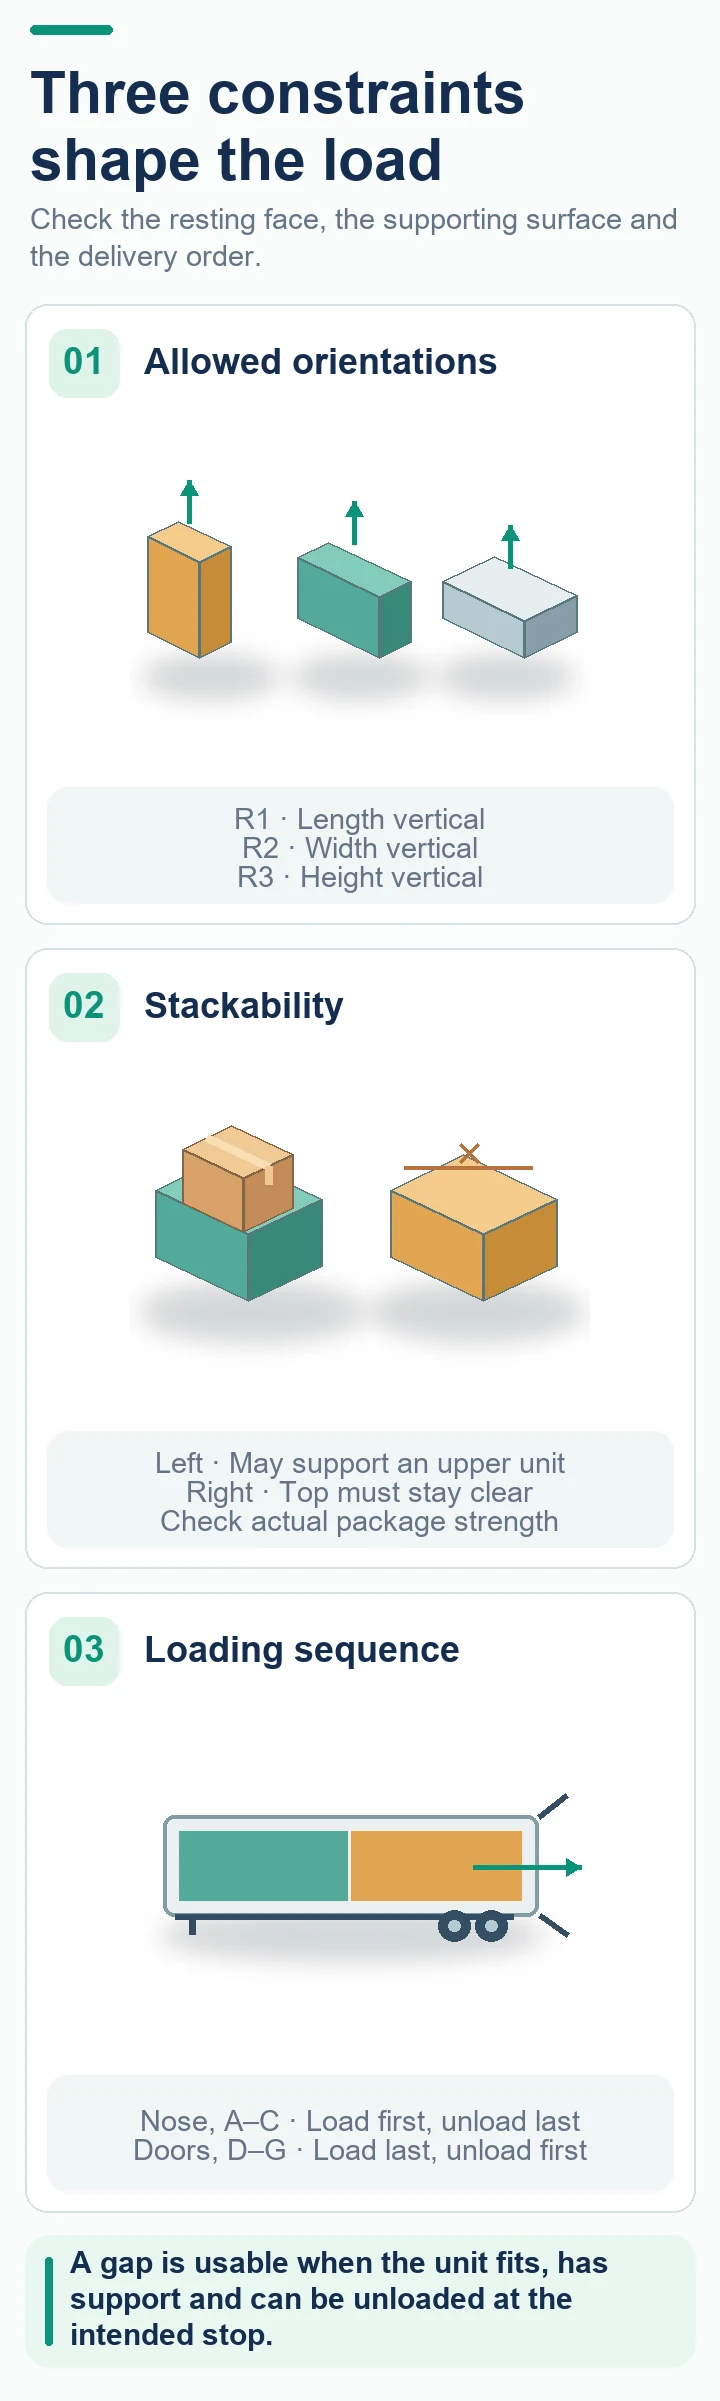 Three constraints
shape the load
Check the resting face, the supporting surface and
the delivery order.
01
Allowed orientations
R1 · Length vertical
R2 · Width vertical
R3 · Height vertical
02
Stackability
Left · May support an upper unit
Right · Top must stay clear
Check actual package strength
03
Loading sequence
Nose, A–C · Load first, unload last
Doors, D–G · Load last, unload first
A gap is usable when the unit fits, has
support and can be unloaded at the
intended stop.